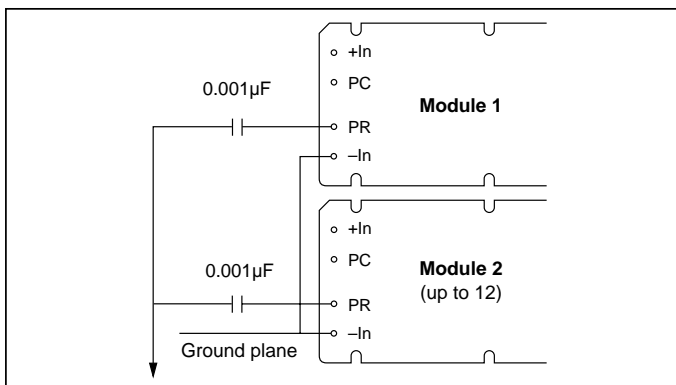 +In
PC
0.001µF
Module 1
PR
–In
+In
PC
0.001µF
Module 2
(up to 12)
PR
–In
Ground plane